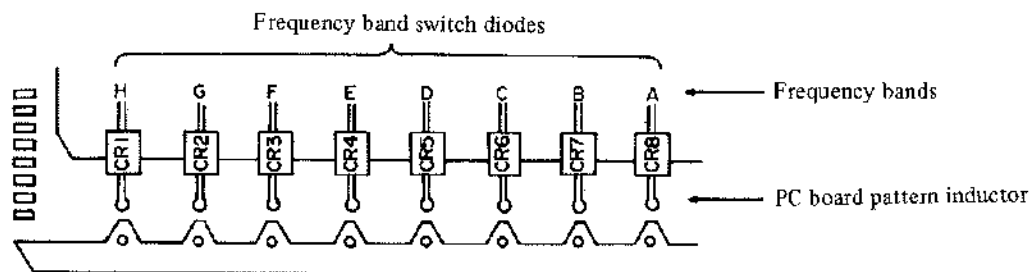 Frequency band switch diodes
H G F E D C B A
Frequency bands
CR1 CR2 CR3 CR4 CR5 CR6 CR7 CR8
PC board pattern inductor